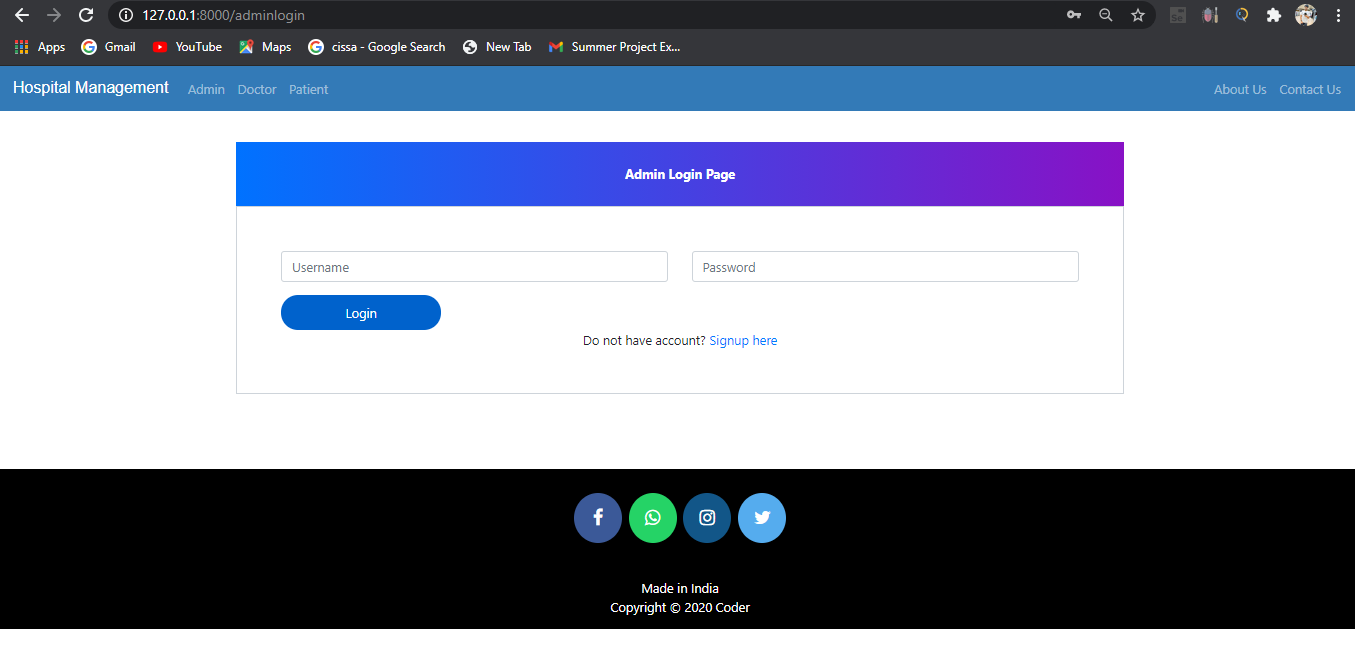 127.0.0.1:8000/adminlogin
Apps Gmail YouTube Maps cissa - Google Search New Tab Summer Project Ex...
Hospital Management Admin Doctor Patient About Us Contact Us
Admin Login Page
Username Password
Login
Do not have account? Signup here
Made in India
Copyright © 2020 Coder